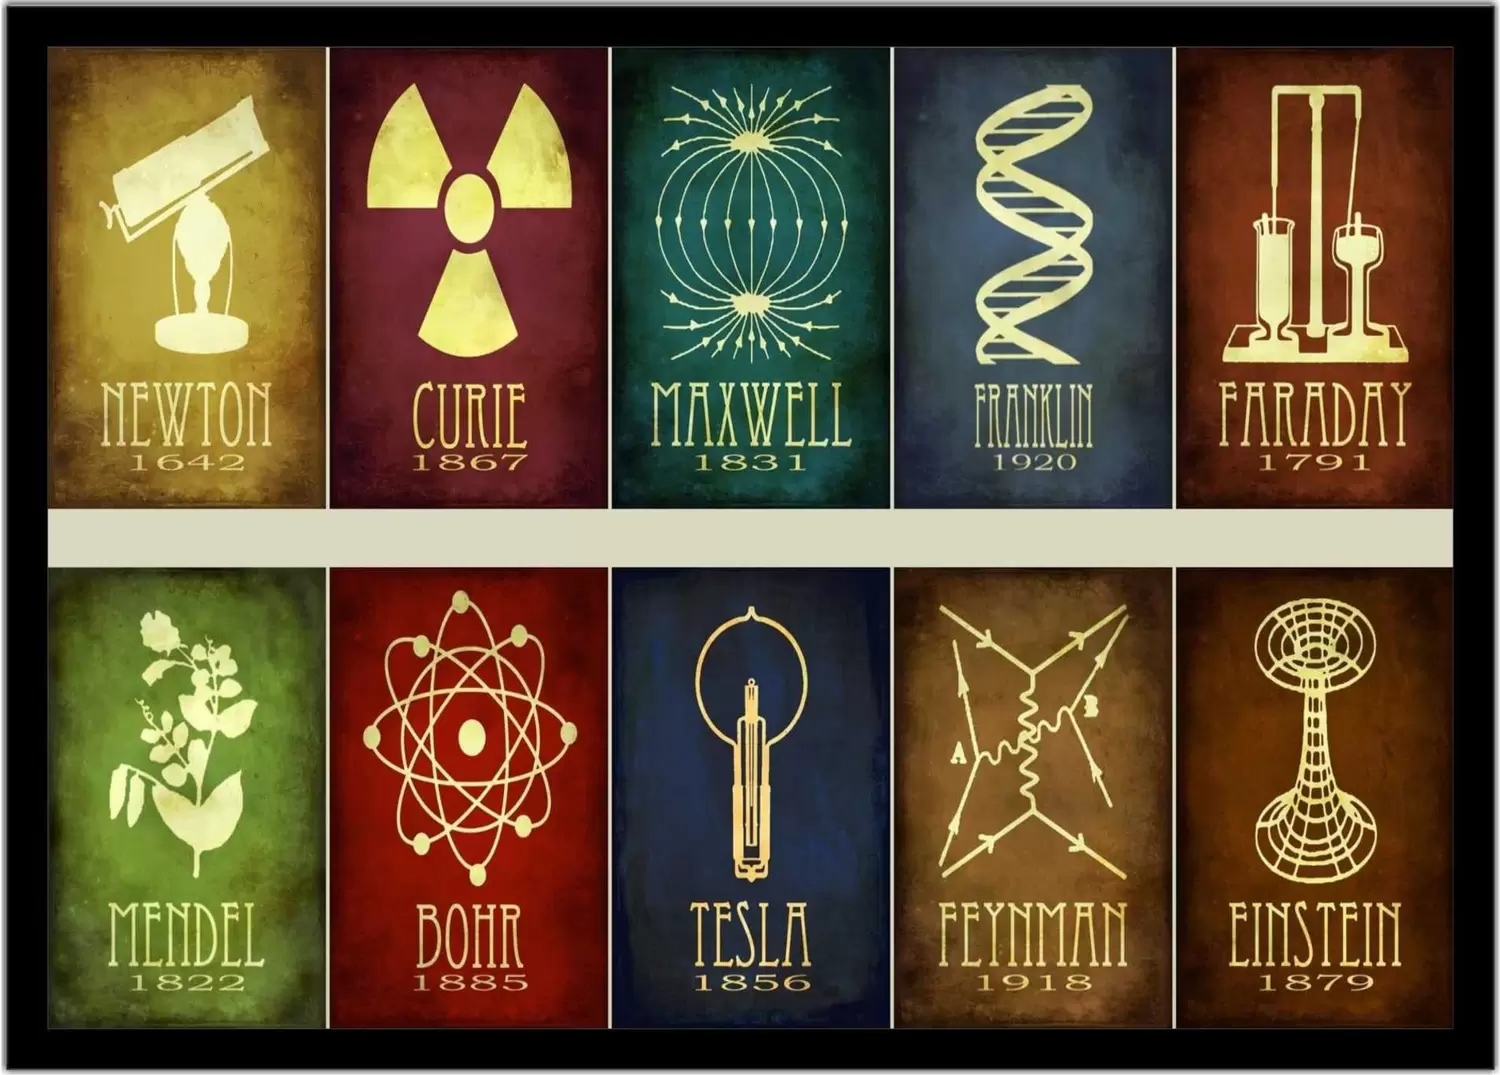 NEWTON
1642
CURIE
1867
MAXWELL
1831
FRANKLIN
1920
FARADAY
1791
MENDEL
1822
BOHR
1885
TESLA
1856
A
B
FEYNMAN
1918
EINSTEIN
1879